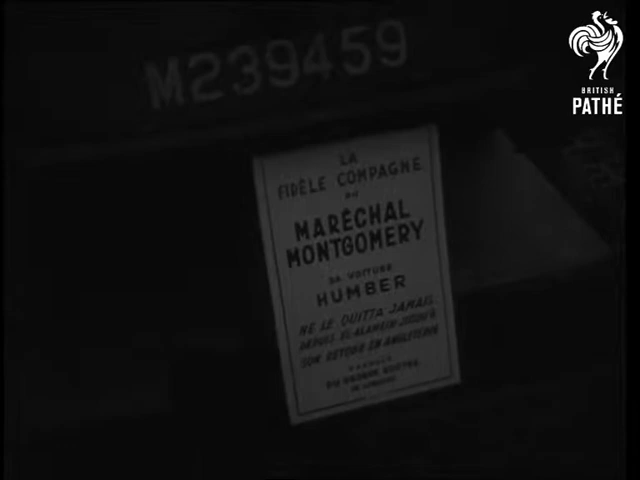 M239459
BRITISH
PATHÉ
LA
FIDÈLE COMPAGNE
DU
MARÉCHAL
MONTGOMERY
SA VOITURE
HUMBER
NE LE QUITTA JAMAIS
DEPUIS EL-ALAMEIN JUSQU'À
SON RETOUR EN ANGLETERRE